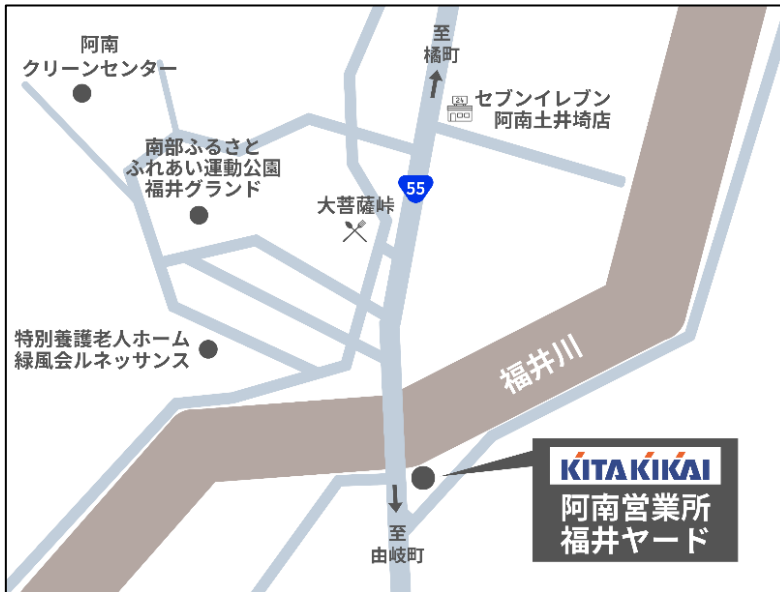 阿南
クリーンセンター
至
橘町
24
セブンイレブン
阿南土井埼店
南部ふるさと
ふれあい運動公園
福井グランド
55
大菩薩峠
特別養護老人ホーム
緑風会ルネッサンス
福井川
KITAKIKAI
阿南営業所
福井ヤード
至
由岐町